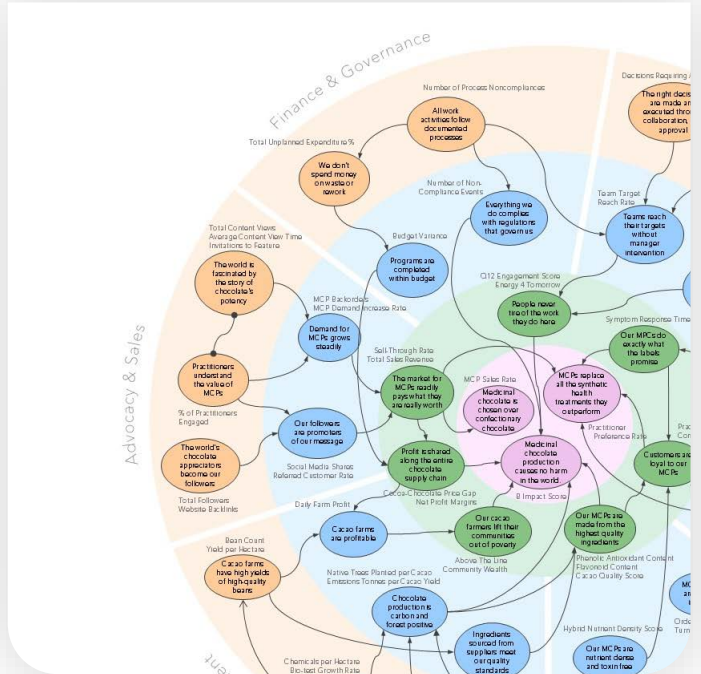 Finance & Governance
Advocacy & Sales
Number of Process Noncompliances
All work
activities follow
documented
processes
Total Unplanned Expenditure %
We don't
spend money
on waste or
rework
Decisions Requiring
The right
are made
collaboration,
approval
Number of Non-
Compliance Events
Everything we
do complies
with regulations
that govern us
Team Target
Reach Rate
Teams reach
their targets
without
manager
intervention
Budget Variance
Programs are
completed
within budget
Total Content Views
Average Content View Time
Invitations to Feature
The world is
fascinated by
the story of
chocolate's
potency
MCP Backorders
MCP Demand Increase Rate
Demand for
MCPs grows
steadily
Q12 Engagement Score
Energy 4 Tomorrow
People never
tire of the work
they do here
Symptom Response Time
Our MPCs do
exactly what
the labels
promise
Practitioners
understand
the value of
MCPs
% of Practitioners
Engaged
Sell-Through Rate
Total Sales Revenue
The market for
MCPs readily
pays what they
are really worth
MCP Sales Rate
Medicinal
chocolate is
chosen over
confectionary
chocolate
MCPs replace
all the synthetic
health
treatments they
outperform
Practitioner
Preference Rate
Our followers
are promoters
of our message
Social Media Shares
Referred Customer Rate
The world's
chocolate
appreciators
become our
followers
Total Followers
Website Backlinks
Profit is shared
along the entire
chocolate
supply chain
Cocoa-Chocolate Price Gap
Net Profit Margins
Medicinal
chocolate
production
causes no harm
in the world
B Impact Score
Customers are
loyal to our
MCPs
Daily Farm Profit
Cacao farms
are profitable
Our cacao
farmers lift their
communities
out of poverty
Above The Line
Community Wealth
Our MCPs are
made from the
highest quality
ingredients
Phenolic Antioxidant Content
Flavonoid Content
Cacao Quality Score
Bean Count
Yield per Hectare
Cacao farms
have high yields
of high-quality
beans
Native Trees Planted per Cacao Yield
Emissions Tonnes per Cacao Yield
Chocolate
production is
carbon and
forest positive
Ingredients
sourced from
suppliers meet
our quality
standards
Hybrid Nutrient Density Score
Our MCPs are
nutrient dense
and toxin free
Chemicals per Hectare
Bio-test Growth Rate